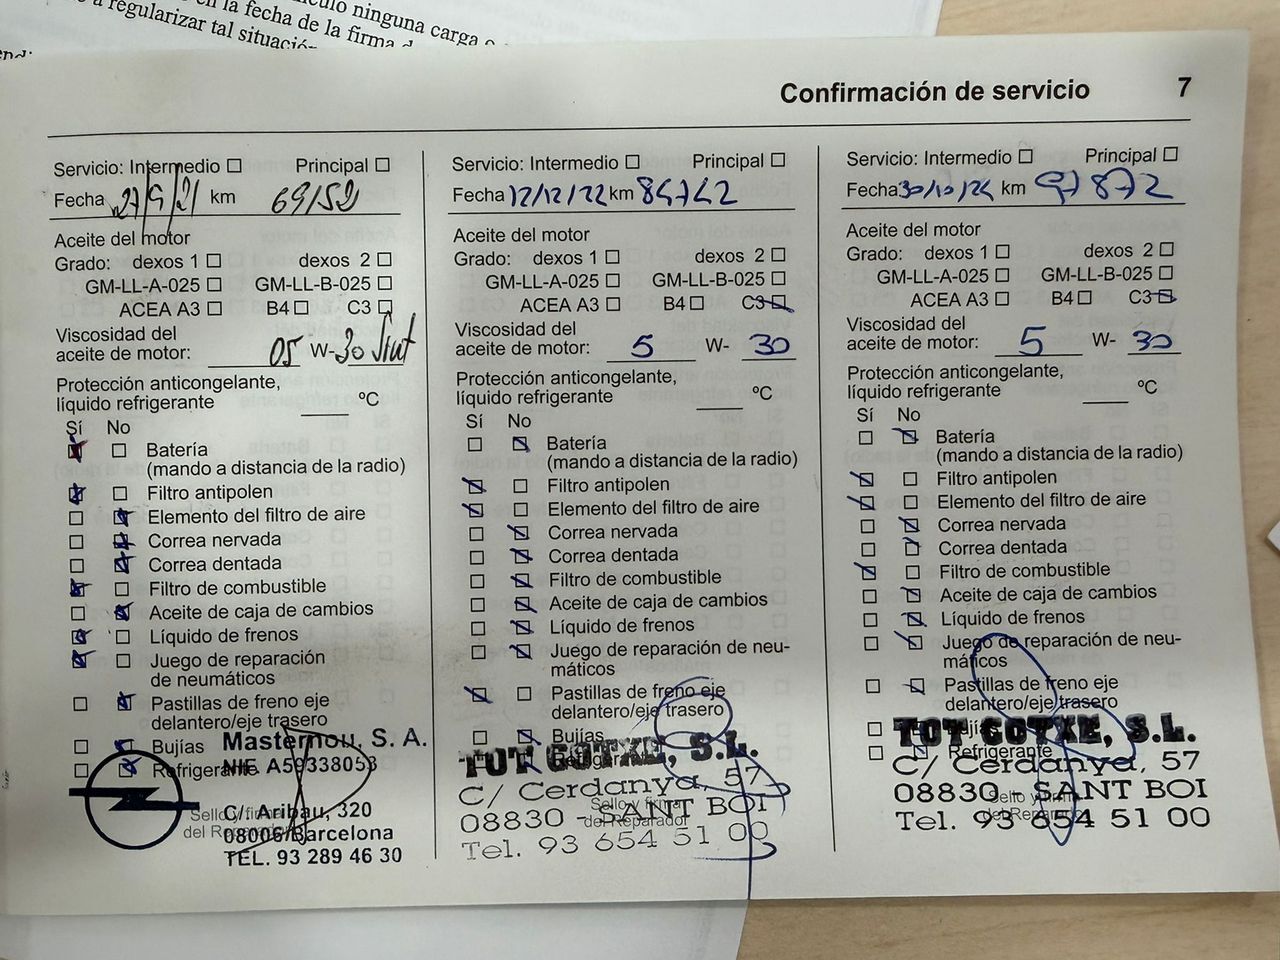 culo ninguna carga o
en la fecha de la firma d
a regularizar tal situación
Confirmación de servicio 7
Servicio: Intermedio ☐ Principal ☐
Fecha 27/9/21 km 69152
Aceite del motor
Grado: dexos 1 ☐ dexos 2 ☐
GM-LL-A-025 ☐ GM-LL-B-025 ☐
ACEA A3 ☐ B4 ☐ C3 ☐
Viscosidad del
aceite de motor: 05 W-30
Protección anticongelante,
líquido refrigerante ___ ºC
Sí No
Batería
(mando a distancia de la radio)
Filtro antipolen
Elemento del filtro de aire
Correa nervada
Correa dentada
Filtro de combustible
Aceite de caja de cambios
Líquido de frenos
Juego de reparación
de neumáticos
Pastillas de freno eje
delantero/eje trasero
Bujías
Refrigerante
Sello y firma
del Reparador
Masternou, S. A.
NIF A59338053
C/. Aribau, 320
08006 Barcelona
TEL. 93 289 46 30
Servicio: Intermedio ☐ Principal ☐
Fecha 12/12/22 km 84742
Aceite del motor
Grado: dexos 1 ☐ dexos 2 ☐
GM-LL-A-025 ☐ GM-LL-B-025 ☐
ACEA A3 ☐ B4 ☐ C3 ☐
Viscosidad del
aceite de motor: 5 W- 30
Protección anticongelante,
líquido refrigerante ___ ºC
Sí No
Batería
(mando a distancia de la radio)
Filtro antipolen
Elemento del filtro de aire
Correa nervada
Correa dentada
Filtro de combustible
Aceite de caja de cambios
Líquido de frenos
Juego de reparación de neu-
máticos
Pastillas de freno eje
delantero/eje trasero
Bujías
Refrigerante
Sello y firma
del Reparador
TOT GOTXE, S.L.
C/ Cerdanya, 57
08830 - SANT BOI
Tel. 93 654 51 00
Servicio: Intermedio ☐ Principal ☐
Fecha 30/10/24 km 97872
Aceite del motor
Grado: dexos 1 ☐ dexos 2 ☐
GM-LL-A-025 ☐ GM-LL-B-025 ☐
ACEA A3 ☐ B4 ☐ C3 ☐
Viscosidad del
aceite de motor: 5 W- 30
Protección anticongelante,
líquido refrigerante ___ ºC
Sí No
Batería
(mando a distancia de la radio)
Filtro antipolen
Elemento del filtro de aire
Correa nervada
Correa dentada
Filtro de combustible
Aceite de caja de cambios
Líquido de frenos
Juego de reparación de neu-
máticos
Pastillas de freno eje
delantero/eje trasero
Bujías
Refrigerante
Sello y firma
del Reparador
TOT GOTXE, S.L.
C/ Cerdanya, 57
08830 - SANT BOI
Tel. 93 654 51 00